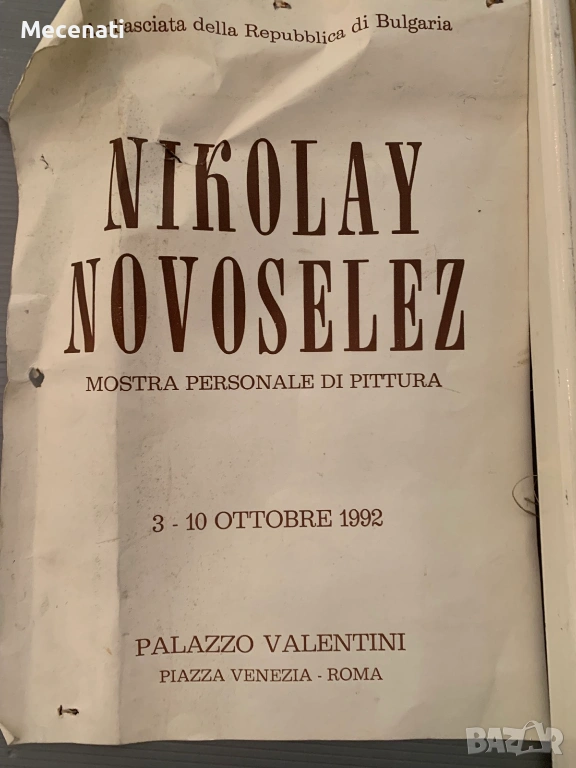 Mecenati
della Repubblica di Bulgaria
NIKOLAY
NOVOSELEZ
MOSTRA PERSONALE DI PITTURA
3 - 10 OTTOBRE 1992
PALAZZO VALENTINI
PIAZZA VENEZIA - ROMA
BAZAR